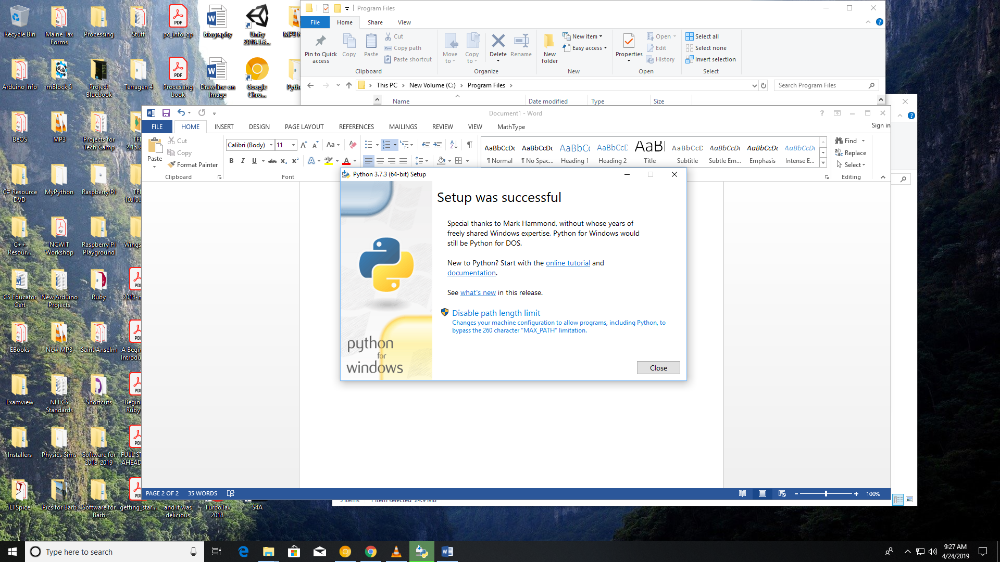 Recycle Bin
Maine Tax
Forms
Processing
Stuff
pc_info_cp
biography
Unity
2018.1.6...
Arduino Info
mBlock 5
Project
Bluebook
Terragen 4
Processing
book
Draw line on
Image
Google
Chro...
BeOS
MP3
Projects for
Tech Camp
C# Resource
DVD
MyPython
Raspberry Pi
C++
Resour...
NCWIT
Workshop
Raspberry Pi
Playground
CS Educator
Cert
New Arduino
Projects
Ruby
EBooks
New MP3
Saint Anselm
A Begin
Introdu
Examview
NH CS
Standards
Shortcuts
Begin
Ruby
Installers
Physics Sims
Software for
2018-2019
FULL ST
AHEAD
LTSpice
Pics for Barb
Software for
Barb
getting_star...
and it was
delicious
TurboTax
2018
S4A
Program Files
File
Home
Share
View
Pin to Quick
access
Copy
Paste
Cut
Copy path
Paste shortcut
Clipboard
Move
to
Copy
to
Delete
Rename
Organize
New
folder
New item
Easy access
New
Properties
Open
Edit
History
Open
Select all
Select none
Invert selection
Select
This PC > New Volume (C:) > Program Files >
Search Program Files
Name
Date modified
Type
Size
Document1 - Word
FILE
HOME
INSERT
DESIGN
PAGE LAYOUT
REFERENCES
MAILINGS
REVIEW
VIEW
MathType
Sign in
Paste
Cut
Copy
Format Painter
Clipboard
Calibri (Body)
11
Font
AaBbCcDc
¶ Normal
AaBbCcDc
¶ No Spac...
AaBbCc
Heading 1
AaBbCcD
Heading 2
AaBl
Title
AaBbCcD
Subtitle
AaBbCcDc
Subtle Em...
AaBbCcDc
Emphasis
AaBbCcDc
Intense E...
Find
Replace
Select
Editing
Python 3.7.3 (64-bit) Setup
Setup was successful
Special thanks to Mark Hammond, without whose years of
freely shared Windows expertise, Python for Windows would
still be Python for DOS.
New to Python? Start with the online tutorial and
documentation.
See what's new in this release.
Disable path length limit
Changes your machine configuration to allow programs, including Python, to
bypass the 260 character "MAX_PATH" limitation.
python
for
windows
Close
PAGE 2 OF 2
35 WORDS
100%
5 items
1 item selected 24.9 MB
Type here to search
9:27 AM
4/24/2019